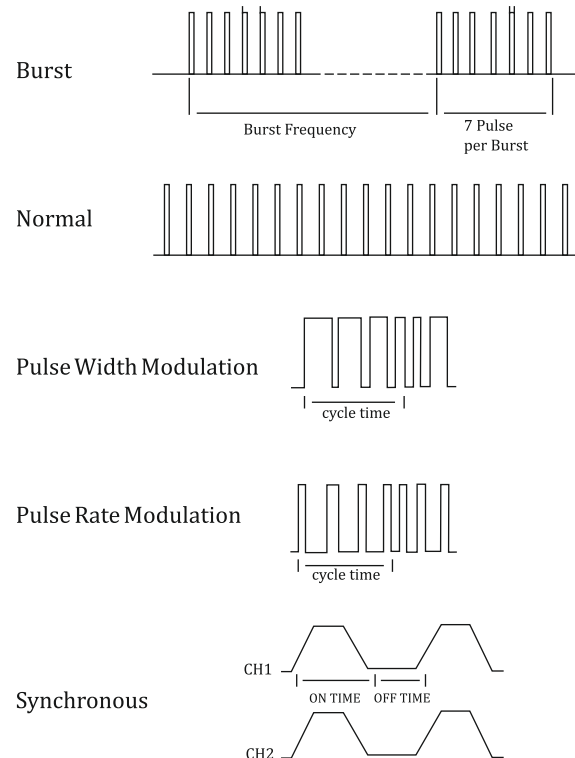 Burst
Burst Frequency
7 Pulse
per Burst
Normal
Pulse Width Modulation
cycle time
Pulse Rate Modulation
cycle time
CH1
ON TIME
OFF TIME
Synchronous
CH2